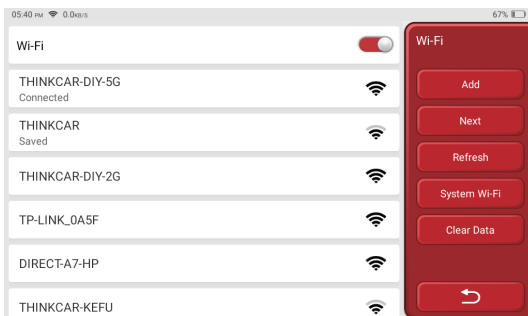 05:40 PM 0.0KB/S 67%
Wi-Fi
THINKCAR-DIY-5G
Connected
THINKCAR
Saved
THINKCAR-DIY-2G
TP-LINK_0A5F
DIRECT-A7-HP
THINKCAR-KEFU
Wi-Fi
Add
Next
Refresh
System Wi-Fi
Clear Data